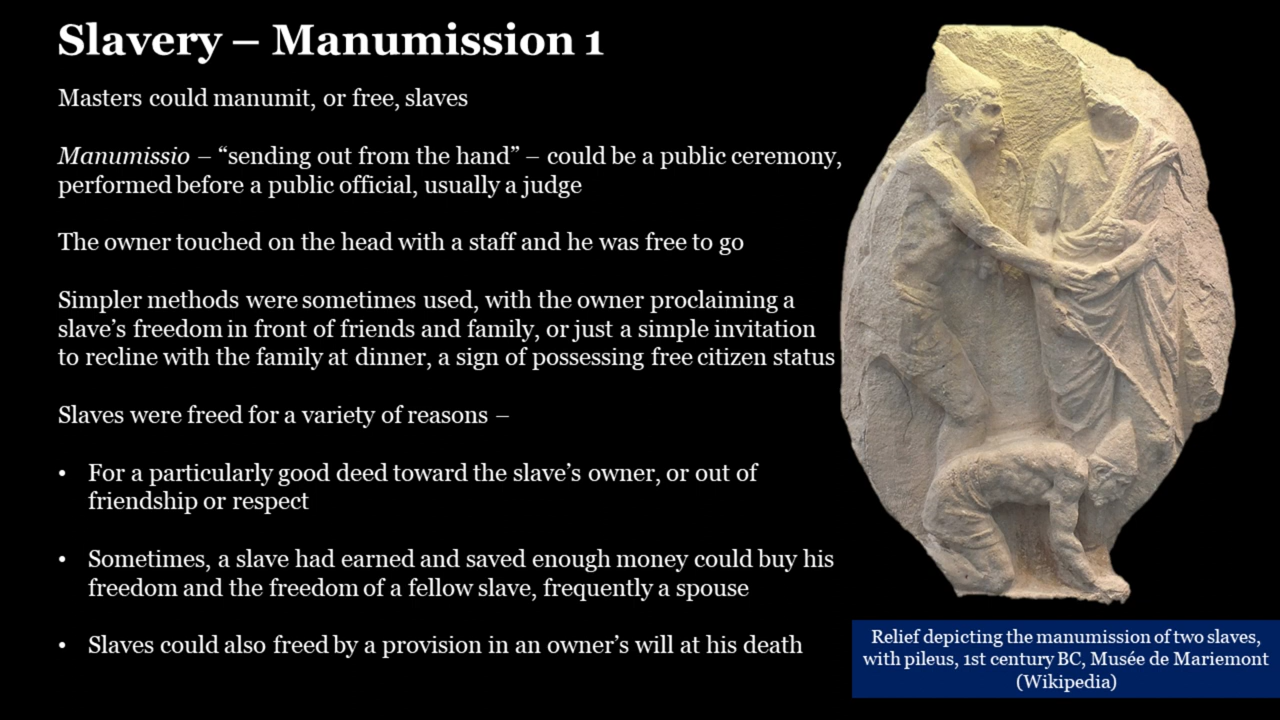 Slavery – Manumission 1
Masters could manumit, or free, slaves
Manumissio – “sending out from the hand” – could be a public ceremony,
performed before a public official, usually a judge
The owner touched on the head with a staff and he was free to go
Simpler methods were sometimes used, with the owner proclaiming a
slave’s freedom in front of friends and family, or just a simple invitation
to recline with the family at dinner, a sign of possessing free citizen status
Slaves were freed for a variety of reasons –
• For a particularly good deed toward the slave’s owner, or out of
friendship or respect
• Sometimes, a slave had earned and saved enough money could buy his
freedom and the freedom of a fellow slave, frequently a spouse
• Slaves could also freed by a provision in an owner’s will at his death
Relief depicting the manumission of two slaves,
with pileus, 1st century BC, Musée de Mariemont
(Wikipedia)